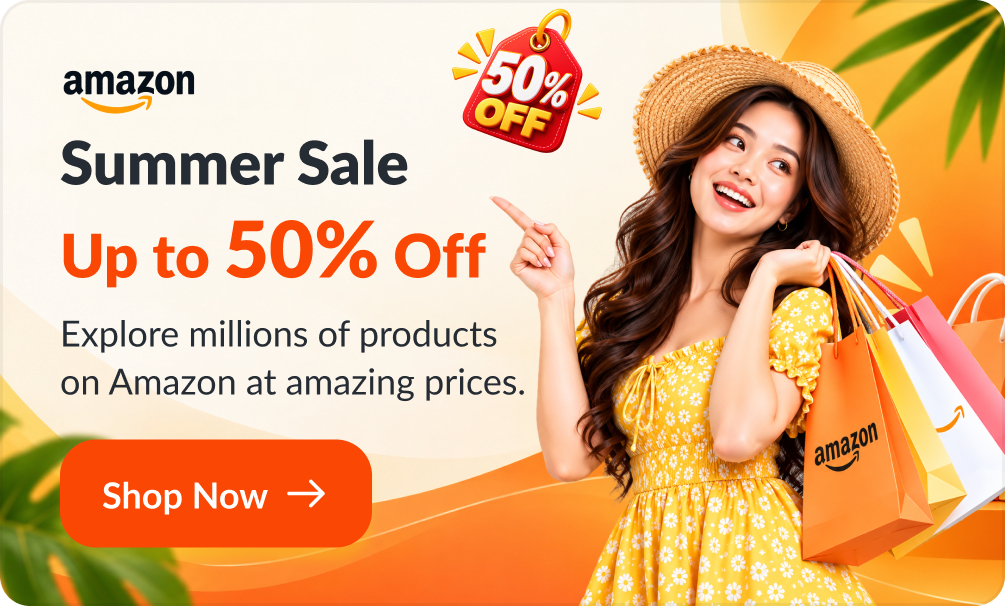 amazon
50%
OFF
Summer Sale
Up to 50% Off
Explore millions of products
on Amazon at amazing prices.
Shop Now →
amazon